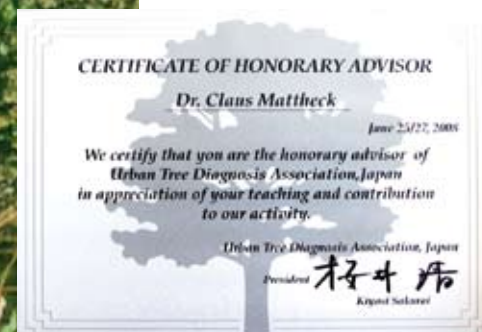 CERTIFICATE OF HONORARY ADVISOR
Dr. Claus Mattheck
June 25/27, 2008
We certify that you are the honorary advisor of
Urban Tree Diagnosis Association, Japan
in appreciation of your teaching and contribution
to our activity.
Urban Tree Diagnosis Association, Japan
President